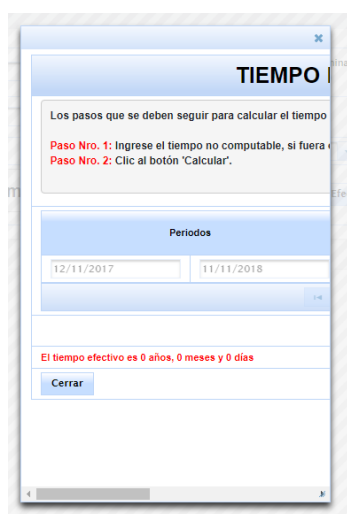 TIEMPO
Los pasos que se deben seguir para calcular el tiempo
Paso Nro. 1: Ingrese el tiempo no computable, si fuera
Paso Nro. 2: Clic al botón 'Calcular'.
Periodos
12/11/2017 11/11/2018
El tiempo efectivo es 0 años, 0 meses y 0 días
Cerrar